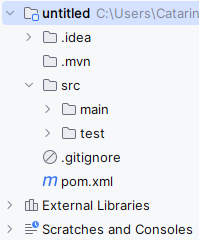 untitled C:\Users\Catarin
.idea
.mvn
src
main
test
.gitignore
pom.xml
External Libraries
Scratches and Consoles